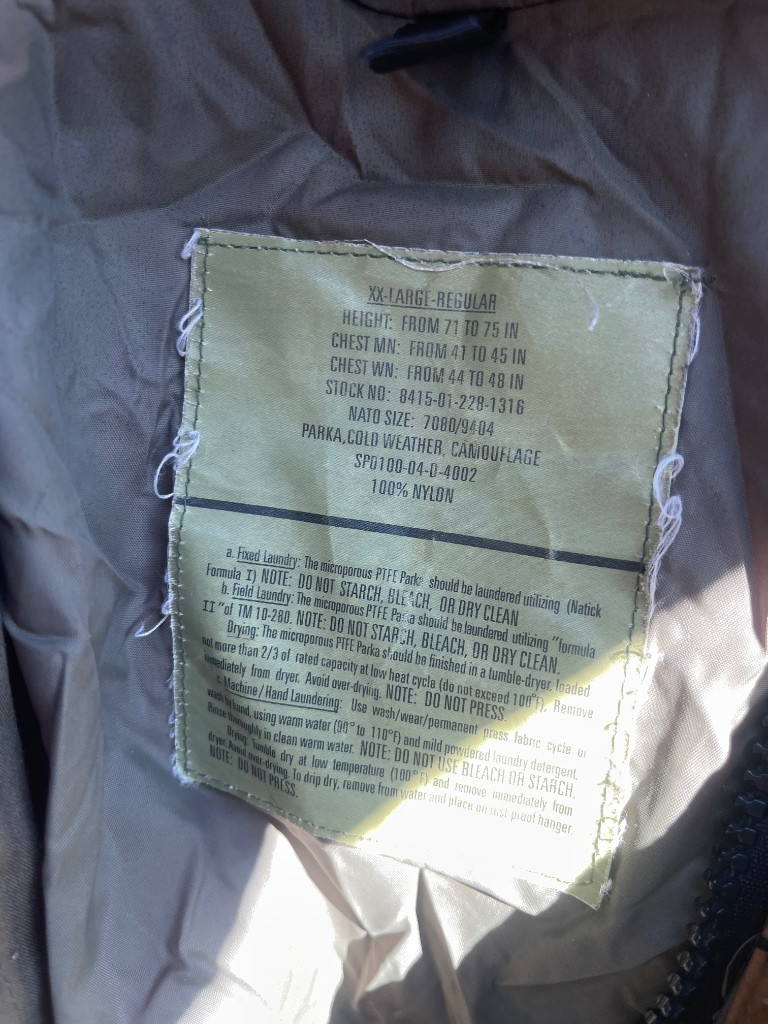 XX-LARGE-REGULAR
HEIGHT: FROM 71 TO 75 IN
CHEST MN: FROM 41 TO 45 IN
CHEST WN: FROM 44 TO 48 IN
STOCK NO: 8415-01-228-1316
NATO SIZE: 7080/9404
PARKA,COLD WEATHER, CAMOUFLAGE
SP0100-04-D-4002
100% NYLON
a. Fixed Laundry: The microporous PTFE Parka should be laundered utilizing (Natick
Formula I) NOTE: DO NOT STARCH, BLEACH, OR DRY CLEAN
b. Field Laundry: The microporous PTFE Parka should be laundered utilizing "formula
II" of TM 10-280. NOTE: DO NOT STARCH, BLEACH, OR DRY CLEAN.
Drying: The microporous PTFE Parka should be finished in a tumble-dryer, loaded
not more than 2/3 of rated capacity at low heat cycle (do not exceed 100°F). Remove
immediately from dryer. Avoid over-drying. NOTE: DO NOT PRESS.
c. Machine/Hand Laundering: Use wash/wear/permanent press fabric cycle or
wash by hand, using warm water (90° to 110°F) and mild powdered laundry detergent.
Rinse thoroughly in clean warm water. NOTE: DO NOT USE BLEACH OR STARCH.
Drying: Tumble dry at low temperature (100°F) and remove immediately from
dryer. Avoid over-drying. To drip dry, remove from water and place on rust proof hanger.
NOTE: DO NOT PRESS.